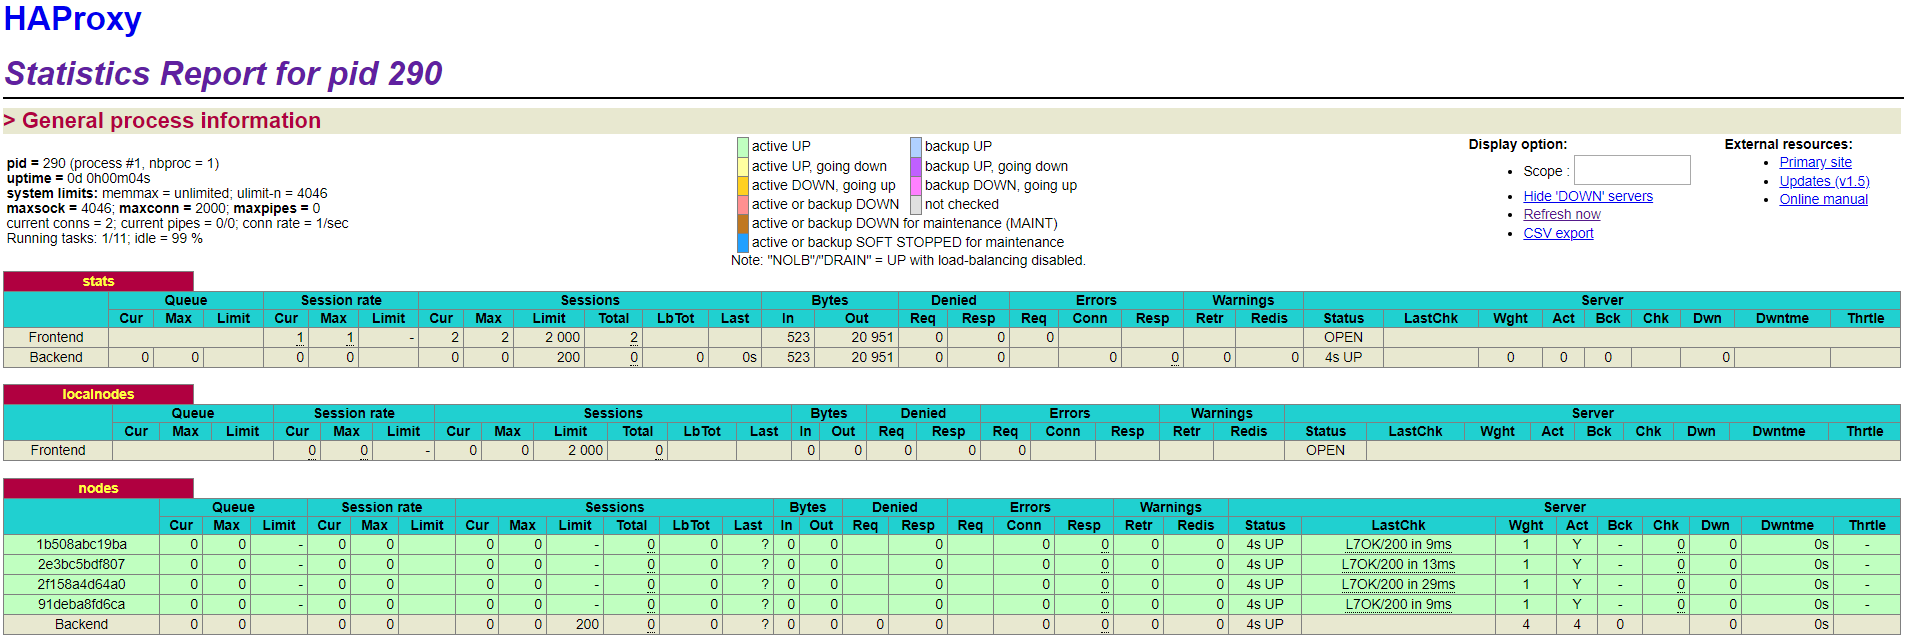 HAProxy
Statistics Report for pid 290
> General process information
pid = 290 (process #1, nbproc = 1)
uptime = 0d 0h00m04s
system limits: memmax = unlimited; ulimit-n = 4046
maxsock = 4046; maxconn = 2000; maxpipes = 0
current conns = 2; current pipes = 0/0; conn rate = 1/sec
Running tasks: 1/11; idle = 99 %
active UP backup UP
active UP, going down backup UP, going down
active DOWN, going up backup DOWN, going up
active or backup DOWN not checked
active or backup DOWN for maintenance (MAINT)
active or backup SOFT STOPPED for maintenance
Note: "NOLB"/"DRAIN" = UP with load-balancing disabled.
Display option:
• Scope :
• Hide 'DOWN' servers
• Refresh now
• CSV export
External resources:
• Primary site
• Updates (v1.5)
• Online manual
stats
Queue Session rate Sessions Bytes Denied Errors Warnings Server
Cur Max Limit Cur Max Limit Cur Max Limit Total LbTot Last In Out Req Resp Req Conn Resp Retr Redis Status LastChk Wght Act Bck Chk Dwn Dwntme Thrtle
Frontend 1 1 - 2 2 2 000 2 523 20 951 0 0 0 OPEN
Backend 0 0 0 0 0 0 200 0 0 0s 523 20 951 0 0 0 0 0 0 4s UP 0 0 0 0
localnodes
Queue Session rate Sessions Bytes Denied Errors Warnings Server
Cur Max Limit Cur Max Limit Cur Max Limit Total LbTot Last In Out Req Resp Req Conn Resp Retr Redis Status LastChk Wght Act Bck Chk Dwn Dwntme Thrtle
Frontend 0 0 - 0 0 2 000 0 0 0 0 0 0 OPEN
nodes
Queue Session rate Sessions Bytes Denied Errors Warnings Server
Cur Max Limit Cur Max Limit Cur Max Limit Total LbTot Last In Out Req Resp Req Conn Resp Retr Redis Status LastChk Wght Act Bck Chk Dwn Dwntme Thrtle
1b508abc19ba 0 0 - 0 0 0 0 - 0 0 ? 0 0 0 0 0 0 0 4s UP L7OK/200 in 9ms 1 Y - 0 0 0s -
2e3bc5bdf807 0 0 - 0 0 0 0 - 0 0 ? 0 0 0 0 0 0 0 4s UP L7OK/200 in 13ms 1 Y - 0 0 0s -
2f158a4d64a0 0 0 - 0 0 0 0 - 0 0 ? 0 0 0 0 0 0 0 4s UP L7OK/200 in 29ms 1 Y - 0 0 0s -
91deba8fd6ca 0 0 - 0 0 0 0 - 0 0 ? 0 0 0 0 0 0 0 4s UP L7OK/200 in 9ms 1 Y - 0 0 0s -
Backend 0 0 0 0 0 0 200 0 0 ? 0 0 0 0 0 0 0 0 4s UP 4 4 0 0 0s